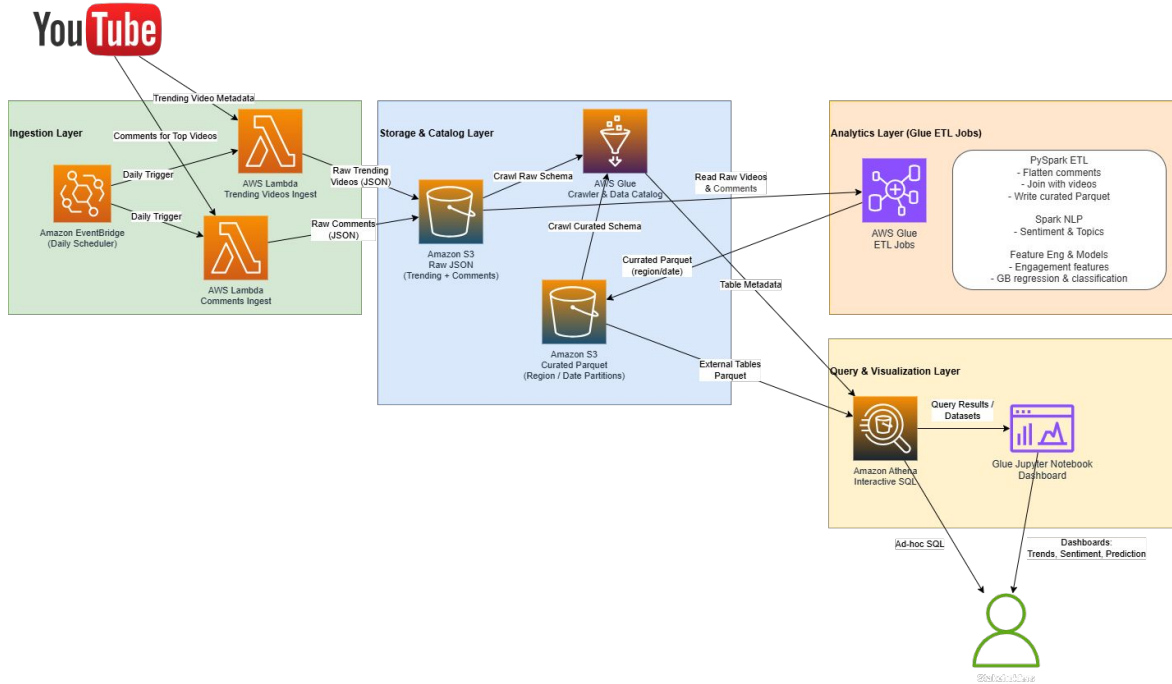 YouTube
Trending Video Metadata
Ingestion Layer
Comments for Top Videos
Daily Trigger
AWS Lambda
Trending Videos Ingest
Amazon EventBridge
(Daily Scheduler)
Daily Trigger
AWS Lambda
Comments Ingest
Raw Trending
Videos (JSON)
Raw Comments
(JSON)
Storage & Catalog Layer
Crawl Raw Schema
AWS Glue
Crawler & Data Catalog
Amazon S3
Raw JSON
(Trending + Comments)
Crawl Curated Schema
Amazon S3
Curated Parquet
(Region / Date Partitions)
Read Raw Videos
& Comments
Currated Parquet
(region/date)
Table Metadata
External Tables
Parquet
Analytics Layer (Glue ETL Jobs)
AWS Glue
ETL Jobs
PySpark ETL
- Flatten comments
- Join with videos
- Write curated Parquet
Spark NLP
- Sentiment & Topics
Feature Eng & Models
- Engagement features
- GB regression & classification
Query & Visualization Layer
Query Results /
Datasets
Amazon Athena
Interactive SQL
Glue Jupyter Notebook
Dashboard
Ad-hoc SQL
Dashboards:
Trends, Sentiment, Prediction